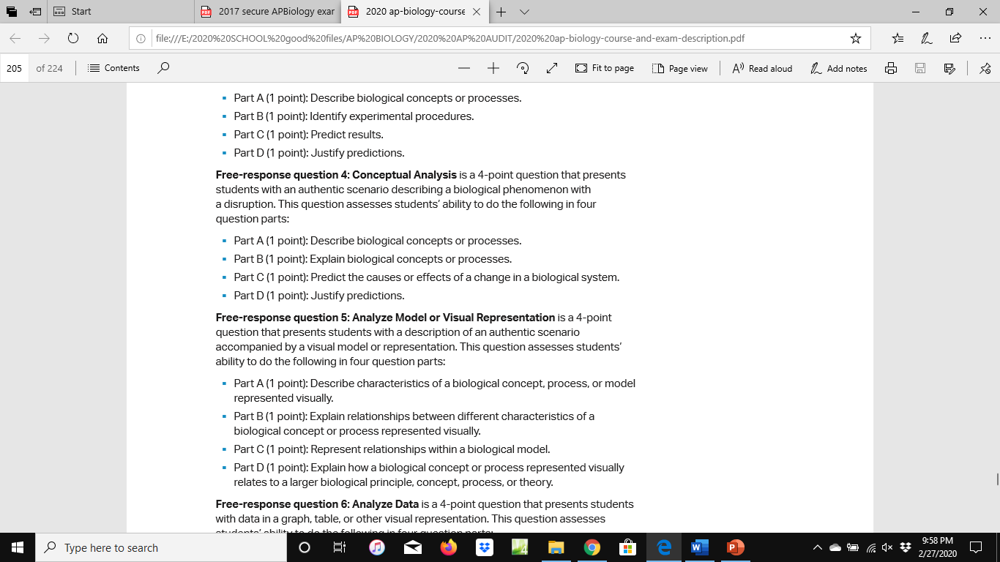 Start
2017 secure APBiology exar
2020 ap-biology-course
file:///E:/2020%20SCHOOL%20good%20files/AP%20BIOLOGY/2020%20AP%20AUDIT/2020%20ap-biology-course-and-exam-description.pdf
205 of 224
Contents
Fit to page
Page view
Read aloud
Add notes
Part A (1 point): Describe biological concepts or processes.
Part B (1 point): Identify experimental procedures.
Part C (1 point): Predict results.
Part D (1 point): Justify predictions.
Free-response question 4: Conceptual Analysis is a 4-point question that presents
students with an authentic scenario describing a biological phenomenon with
a disruption. This question assesses students’ ability to do the following in four
question parts:
Part A (1 point): Describe biological concepts or processes.
Part B (1 point): Explain biological concepts or processes.
Part C (1 point): Predict the causes or effects of a change in a biological system.
Part D (1 point): Justify predictions.
Free-response question 5: Analyze Model or Visual Representation is a 4-point
question that presents students with a description of an authentic scenario
accompanied by a visual model or representation. This question assesses students’
ability to do the following in four question parts:
Part A (1 point): Describe characteristics of a biological concept, process, or model
represented visually.
Part B (1 point): Explain relationships between different characteristics of a
biological concept or process represented visually.
Part C (1 point): Represent relationships within a biological model.
Part D (1 point): Explain how a biological concept or process represented visually
relates to a larger biological principle, concept, process, or theory.
Free-response question 6: Analyze Data is a 4-point question that presents students
with data in a graph, table, or other visual representation. This question assesses
students’ ability to do the following in four question parts:
Type here to search
9:58 PM
2/27/2020